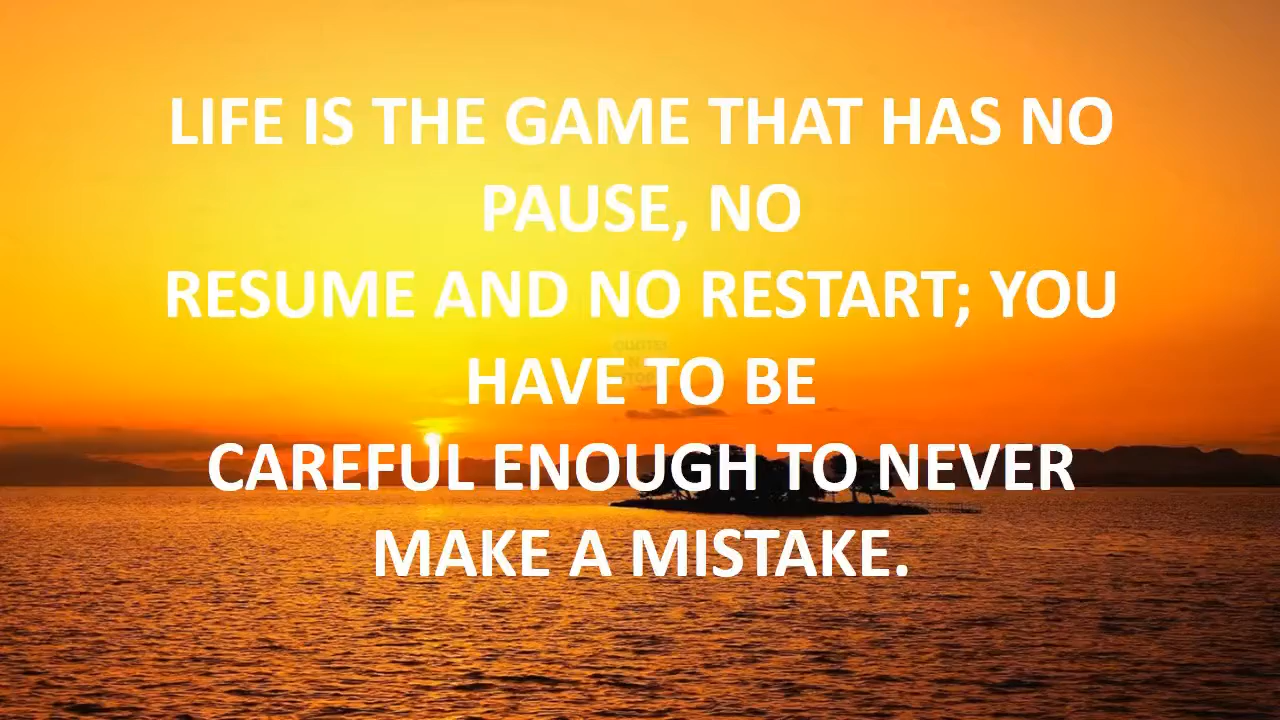 LIFE IS THE GAME THAT HAS NO
PAUSE, NO
RESUME AND NO RESTART; YOU
HAVE TO BE
CAREFUL ENOUGH TO NEVER
MAKE A MISTAKE.